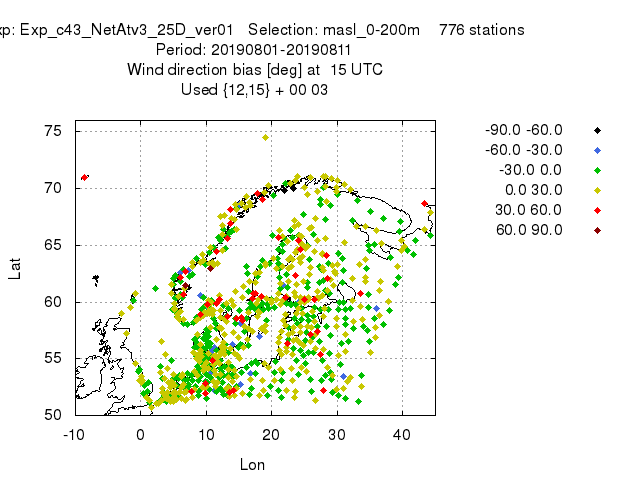 xp: Exp_c43_NetAtv3_25D_ver01 Selection: masl_0-200m 776 stations
Period: 20190801-20190811
Wind direction bias [deg] at 15 UTC
Used {12,15} + 00 03
-90.0 -60.0
-60.0 -30.0
-30.0 0.0
0.0 30.0
30.0 60.0
60.0 90.0
75
70
65
60
55
50
Lat
-10 0 10 20 30 40
Lon